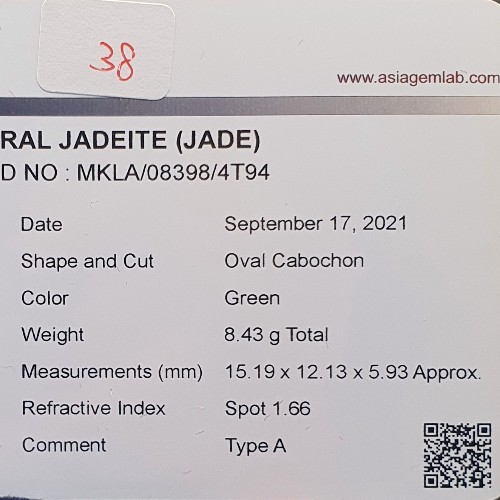 38
www.asiagemlab.com
RAL JADEITE (JADE)
D NO : MKLA/08398/4T94
Date September 17, 2021
Shape and Cut Oval Cabochon
Color Green
Weight 8.43 g Total
Measurements (mm) 15.19 x 12.13 x 5.93 Approx.
Refractive Index Spot 1.66
Comment Type A